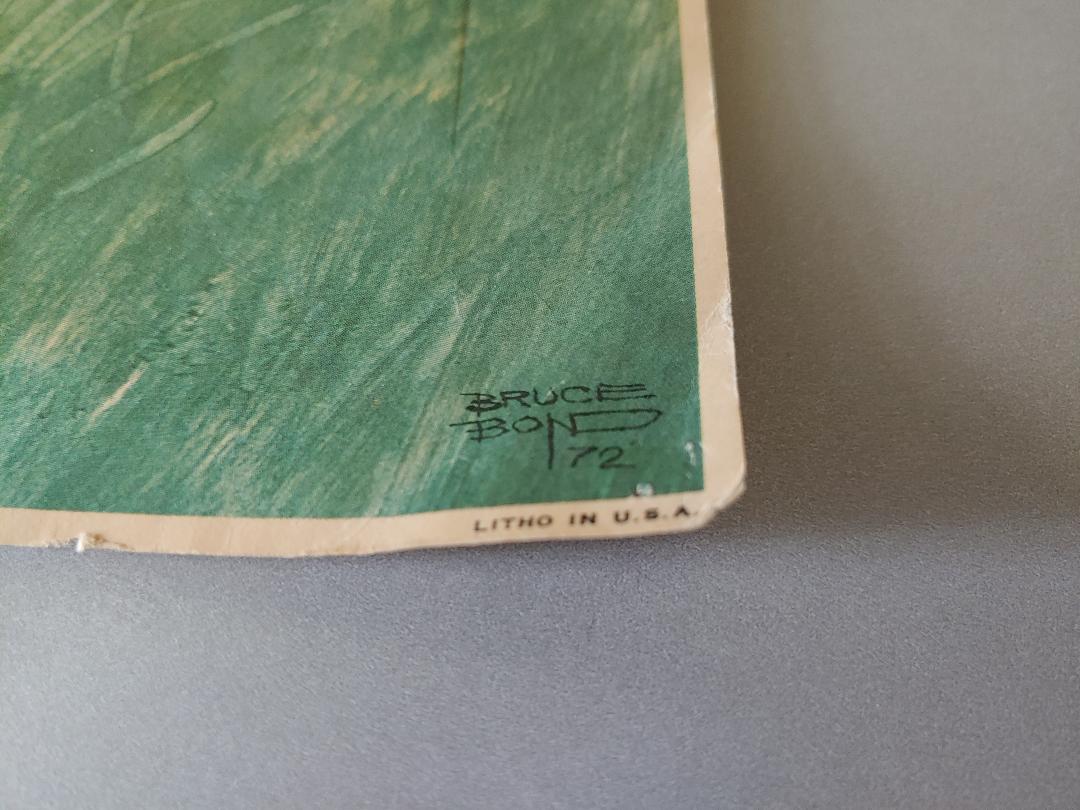 BRUCE
BOND
72
LITHO IN U.S.A.